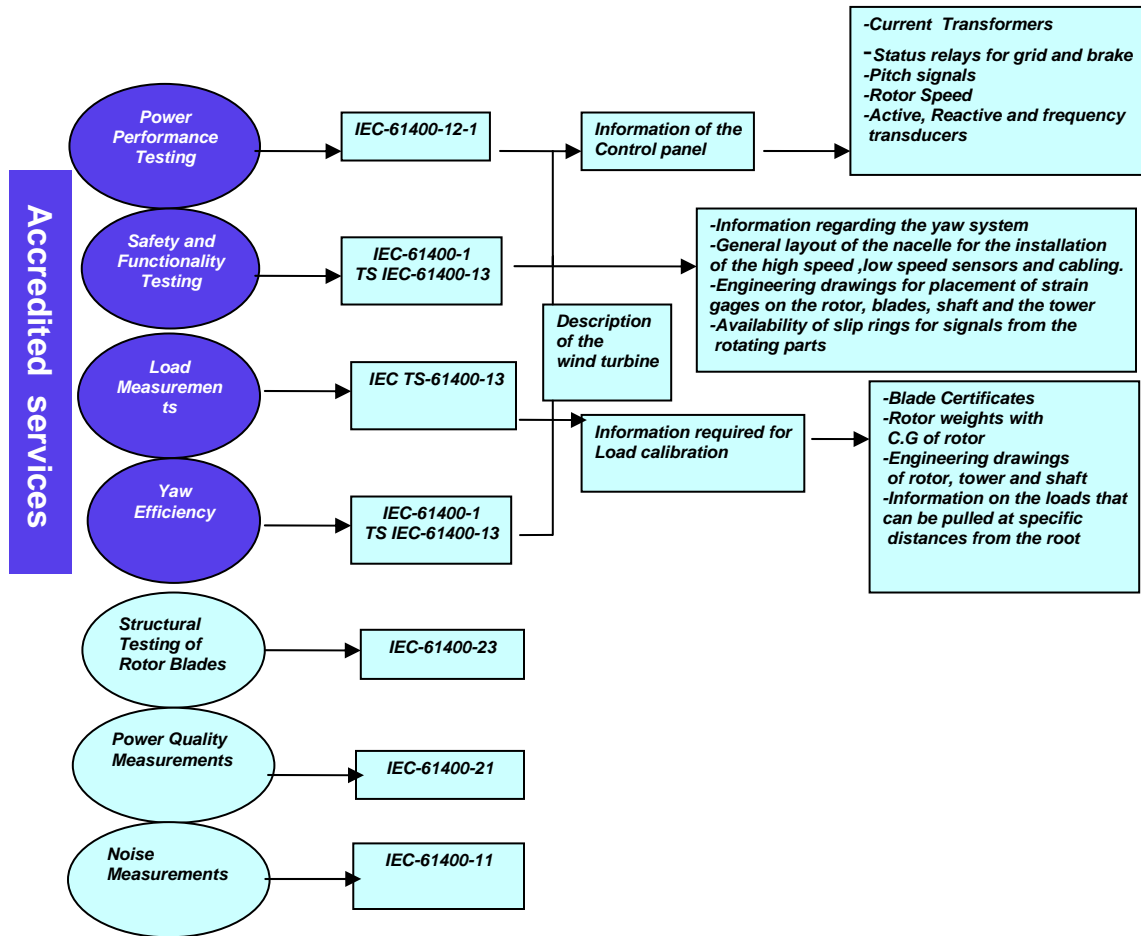 Accredited services
Power
Performance
Testing
IEC-61400-12-1
Information of the
Control panel
-Current Transformers
-Status relays for grid and brake
-Pitch signals
-Rotor Speed
-Active, Reactive and frequency
transducers
Safety and
Functionality
Testing
IEC-61400-1
TS IEC-61400-13
-Information regarding the yaw system
-General layout of the nacelle for the installation
of the high speed ,low speed sensors and cabling.
-Engineering drawings for placement of strain
gages on the rotor, blades, shaft and the tower
-Availability of slip rings for signals from the
rotating parts
Description
of the
wind turbine
Load
Measuremen
ts
IEC TS-61400-13
Information required for
Load calibration
-Blade Certificates
-Rotor weights with
C.G of rotor
-Engineering drawings
of rotor, tower and shaft
-Information on the loads that
can be pulled at specific
distances from the root
Yaw
Efficiency
IEC-61400-1
TS IEC-61400-13
Structural
Testing of
Rotor Blades
IEC-61400-23
Power Quality
Measurements
IEC-61400-21
Noise
Measurements
IEC-61400-11